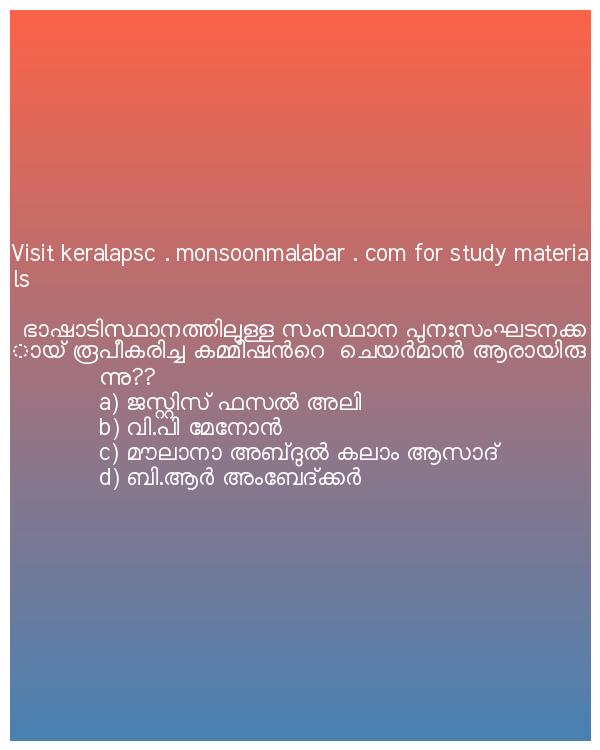 Visit keralapsc . monsoonmalabar . com for study materia
ls
ഭാഷാടിസ്ഥാനത്തിലുള്ള സംസ്ഥാന പുനഃസംഘടനക്ക
ായ് രൂപീകരിച്ച കമ്മീഷൻറെ ചെയർമാൻ ആരായിരു
ന്നു??
a) ജസ്റ്റിസ് ഫസൽ അലി
b) വി.പി മേനോൻ
c) മൗലാനാ അബ്ദുൽ കലാം ആസാദ്
d) ബി.ആർ അംബേദ്ക്കർ